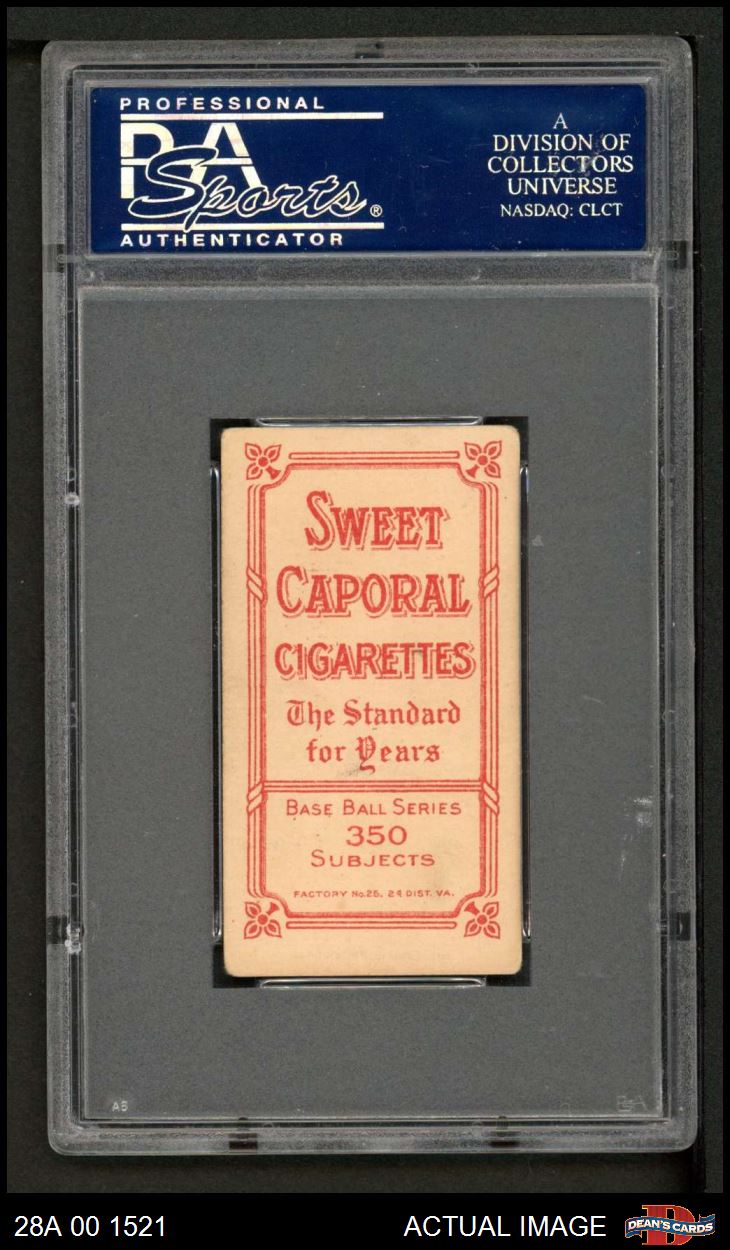 PROFESSIONAL
PSA
Sports®
AUTHENTICATOR
A
DIVISION OF
COLLECTORS
UNIVERSE
NASDAQ: CLCT
SWEET
CAPORAL
CIGARETTES
The Standard
for Years
BASE BALL SERIES
350
SUBJECTS
FACTORY No. 25, 2d DIST. VA.
PSA
28A 00 1521
ACTUAL IMAGE
DEAN'S CARDS